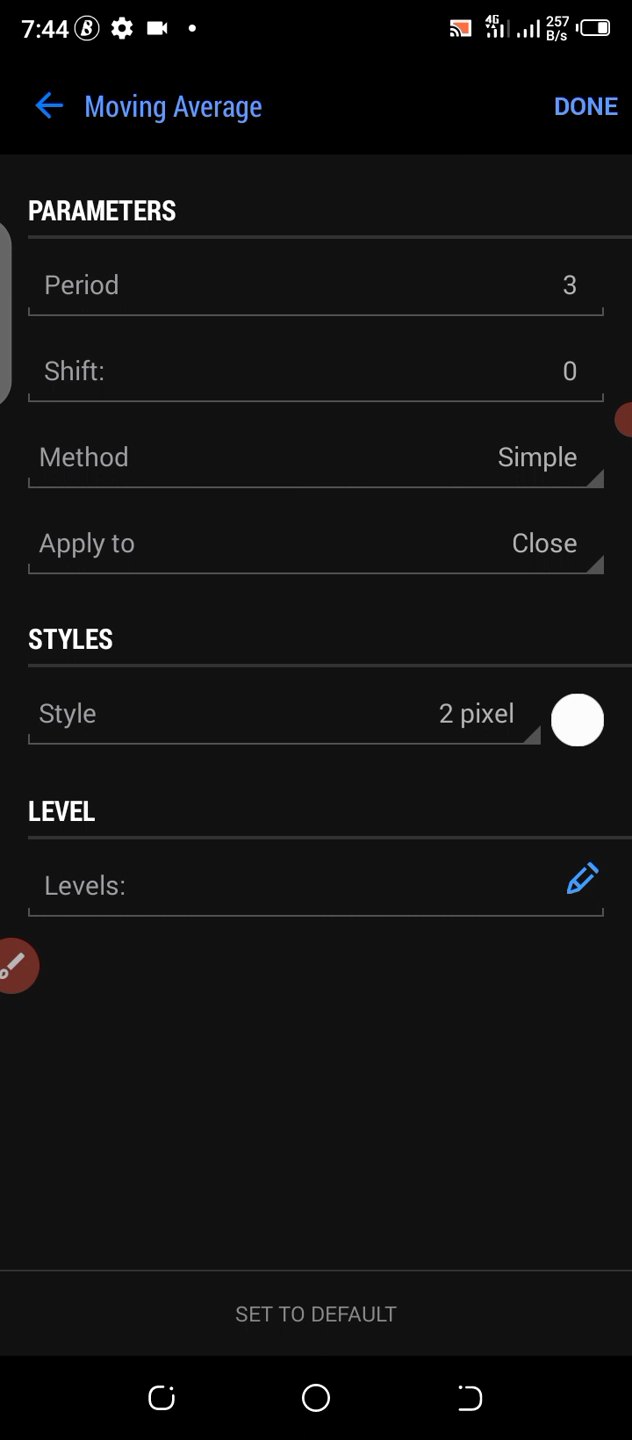 7:44 B 4G 257 B/s
Moving Average DONE
PARAMETERS
Period 3
Shift: 0
Method Simple
Apply to Close
STYLES
Style 2 pixel
LEVEL
Levels:
SET TO DEFAULT